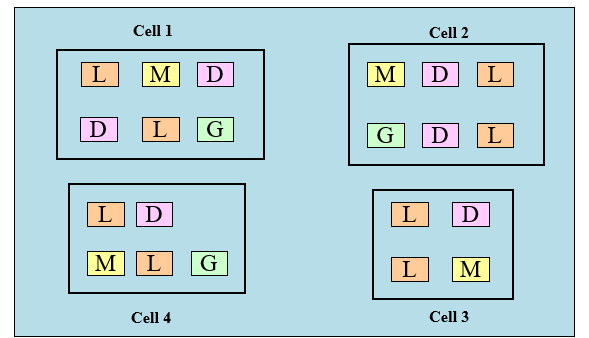 Cell 1
L M D
D L G
Cell 2
M D L
G D L
L D
M L G
Cell 4
L D
L M
Cell 3